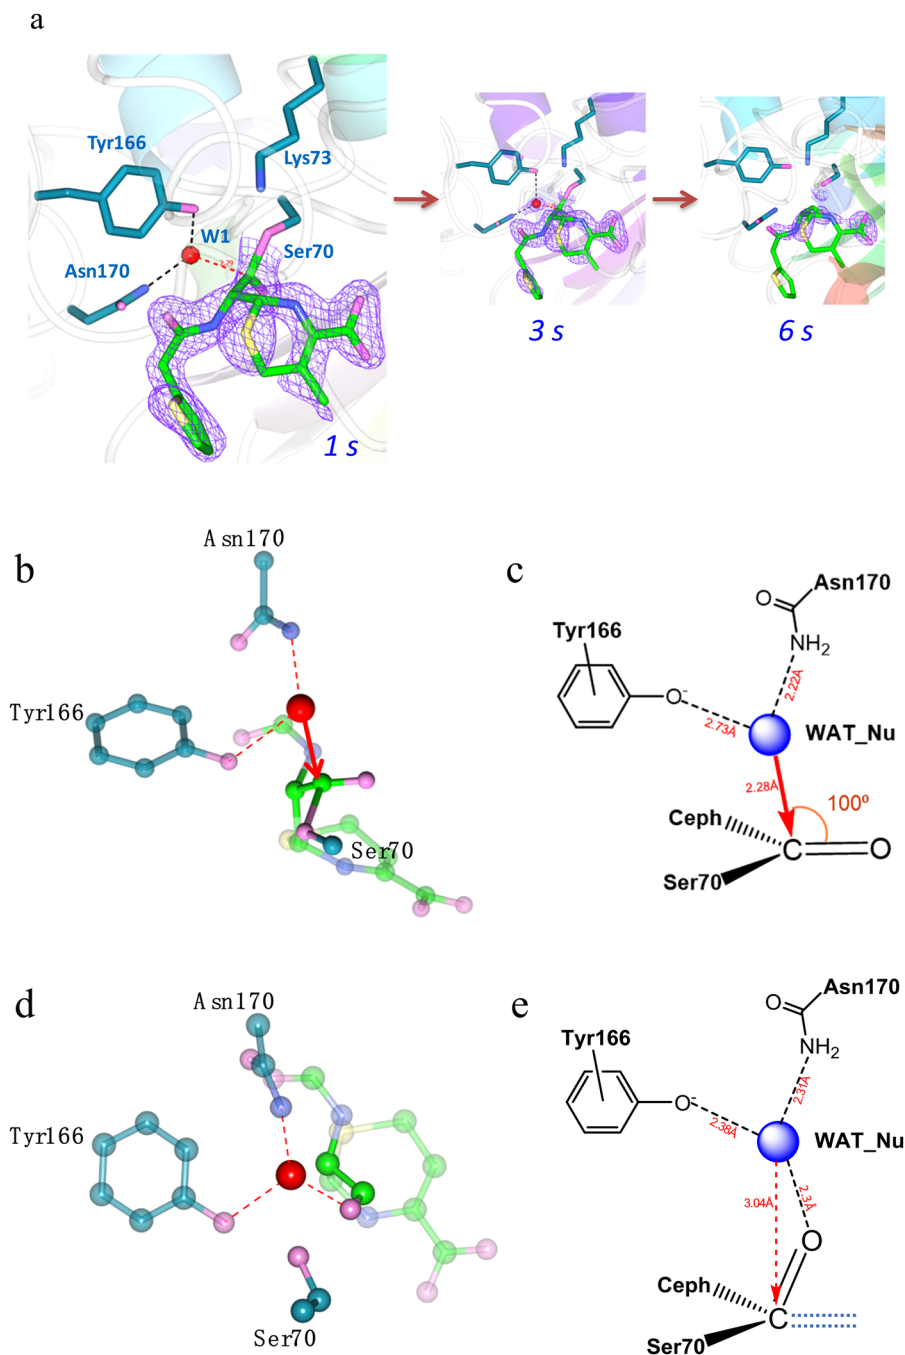 a
Tyr166
Lys73
W1
Ser70
Asn170
2.79
1 s
3 s
6 s
b
Asn170
Tyr166
Ser70
c
Asn170
O
NH2
Tyr166
O-
2.22Å
2.73Å
WAT_Nu
2.28Å
100º
Ceph
C
O
Ser70
d
Asn170
Tyr166
Ser70
e
Asn170
O
NH2
Tyr166
O-
2.31Å
2.38Å
WAT_Nu
3.04Å
2.3Å
O
Ceph
C
Ser70